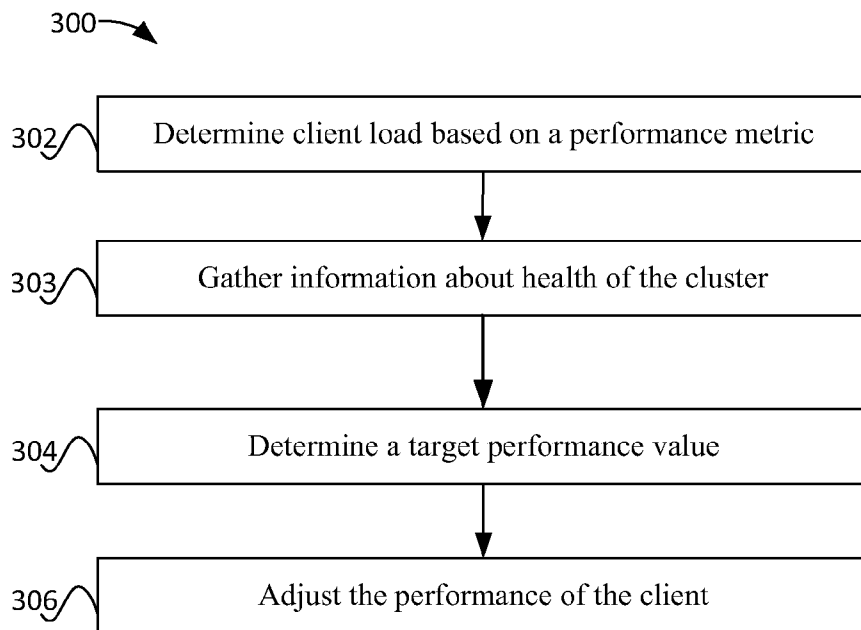 300
302
Determine client load based on a performance metric
303
Gather information about health of the cluster
304
Determine a target performance value
306
Adjust the performance of the client